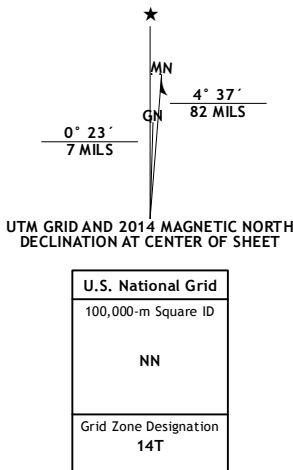 ★
MN
GN
4° 37´
82 MILS
0° 23´
7 MILS
UTM GRID AND 2014 MAGNETIC NORTH
DECLINATION AT CENTER OF SHEET
U.S. National Grid
100,000-m Square ID
NN
Grid Zone Designation
14T